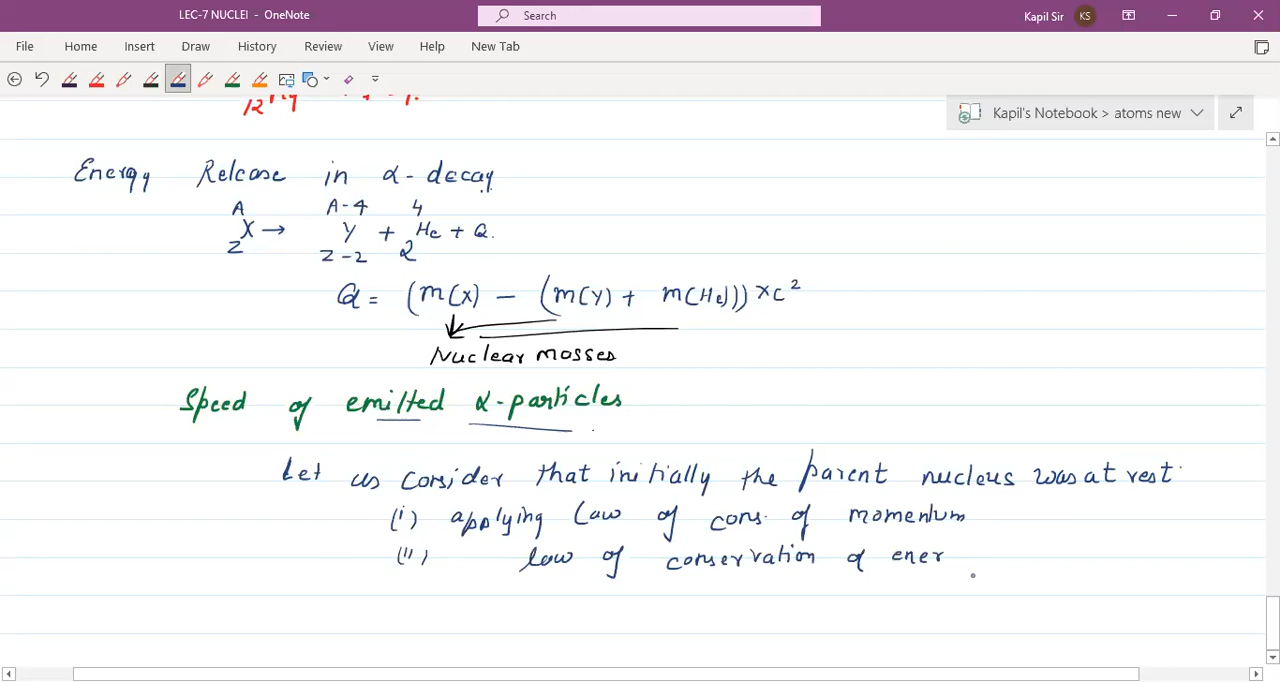 LEC-7 NUCLEI - OneNote
Search
Kapil Sir KS
File Home Insert Draw History Review View Help New Tab
Kapil's Notebook > atoms new
12
Energy Release in α-decay
A A-4 4
X → Y + He + Q.
Z Z-2 2
Q = (m(X) - (m(Y) + m(He))) × c²
Nuclear mosses
Speed of emitted α-particles
Let us consider that initially the parent nucleus was at rest
(i) applying Law of cons. of momentum
(ii) law of conservation of ener